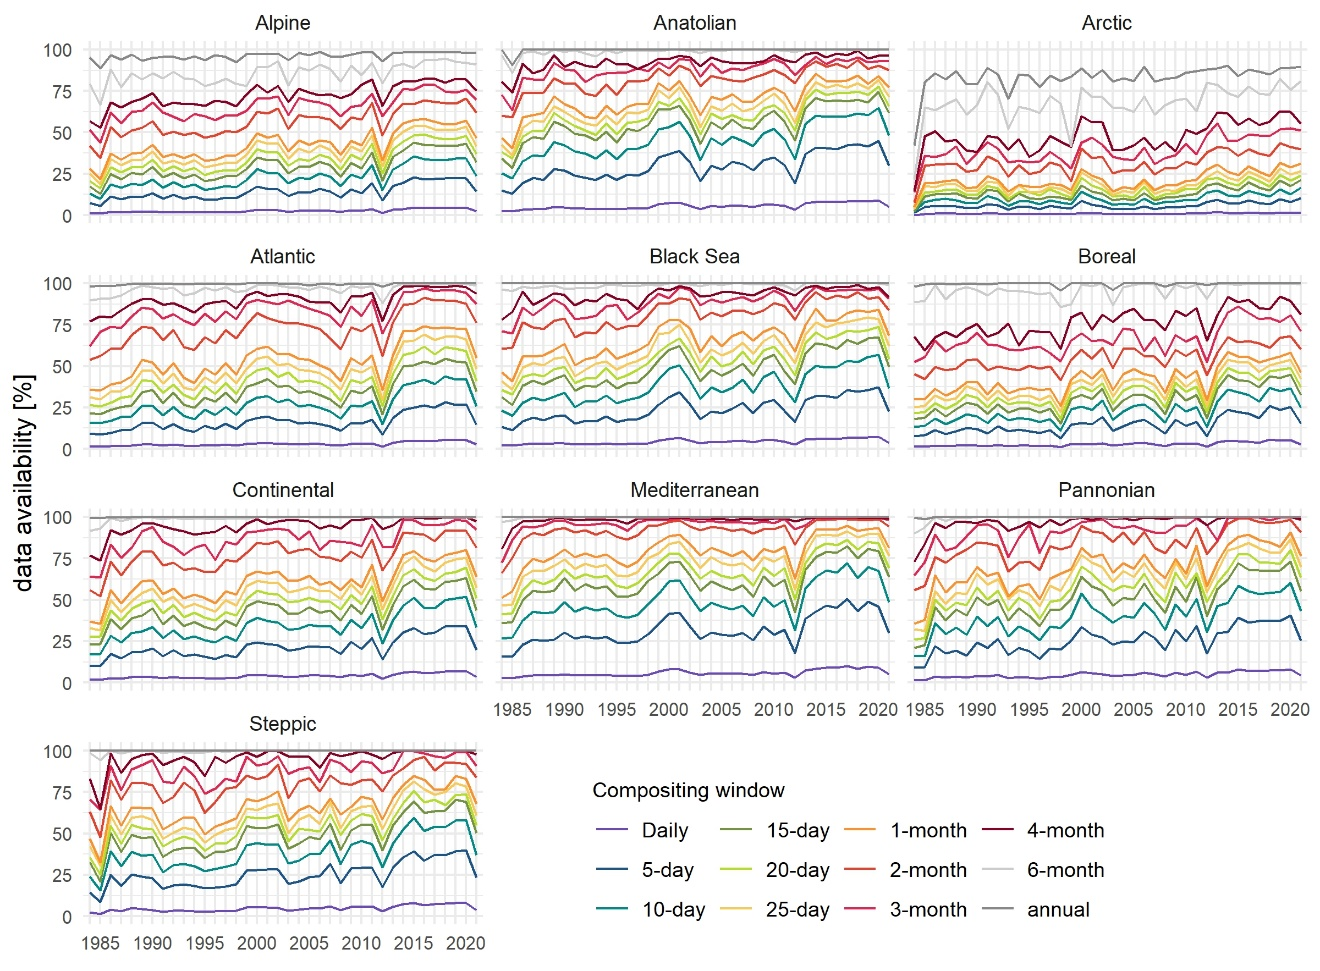 Alpine Anatolian Arctic
100
75
50
25
0
Atlantic Black Sea Boreal
100
75
50
25
0
data availability [%]
Continental Mediterranean Pannonian
100
75
50
25
0
1985 1990 1995 2000 2005 2010 2015 2020 1985 1990 1995 2000 2005 2010 2015 2020
Steppic
100
75
50
25
0
1985 1990 1995 2000 2005 2010 2015 2020
Compositing window
Daily 15-day 1-month 4-month
5-day 20-day 2-month 6-month
10-day 25-day 3-month annual